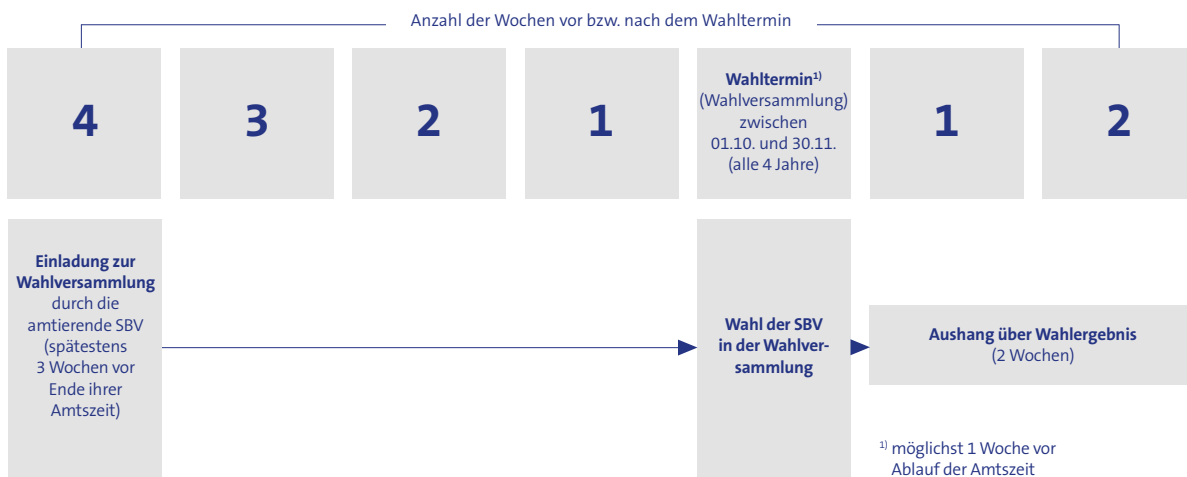 Anzahl der Wochen vor bzw. nach dem Wahltermin
4
3
2
1
Wahltermin¹⁾
(Wahlversammlung)
zwischen
01.10. und 30.11.
(alle 4 Jahre)
1
2
Einladung zur
Wahlversammlung
durch die
amtierende SBV
(spätestens
3 Wochen vor
Ende ihrer
Amtszeit)
Wahl der SBV
in der Wahlver-
sammlung
Aushang über Wahlergebnis
(2 Wochen)
¹⁾ möglichst 1 Woche vor
Ablauf der Amtszeit